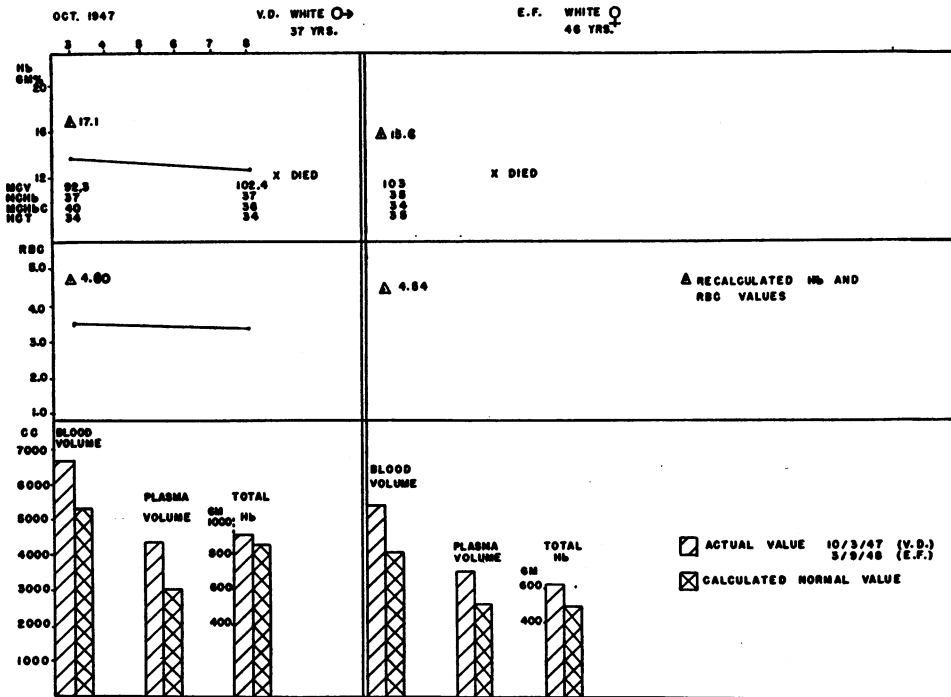 OCT. 1947 V.D. WHITE ♂ E.F. WHITE ♀
37 YRS. 46 YRS.
3 4 5 6 7 8
Hb
GM%
20
17.1
16
15.6
12
X DIED
X DIED
MCV 92.3 102.4 103
MCHb 37 37 35
MCHbC 40 36 34
HCT 34 34 35
RBC
5.0
4.60
4.54
RECALCULATED Hb AND
RBC VALUES
4.0
3.0
2.0
1.0
CC
BLOOD
VOLUME
7000
6000
5000
4000
3000
2000
1000
PLASMA
VOLUME
TOTAL
Hb
GM
1000
800
600
400
BLOOD
VOLUME
PLASMA
VOLUME
TOTAL
Hb
GM
600
400
ACTUAL VALUE 10/3/47 (V.D.)
3/9/48 (E.F.)
CALCULATED NORMAL VALUE